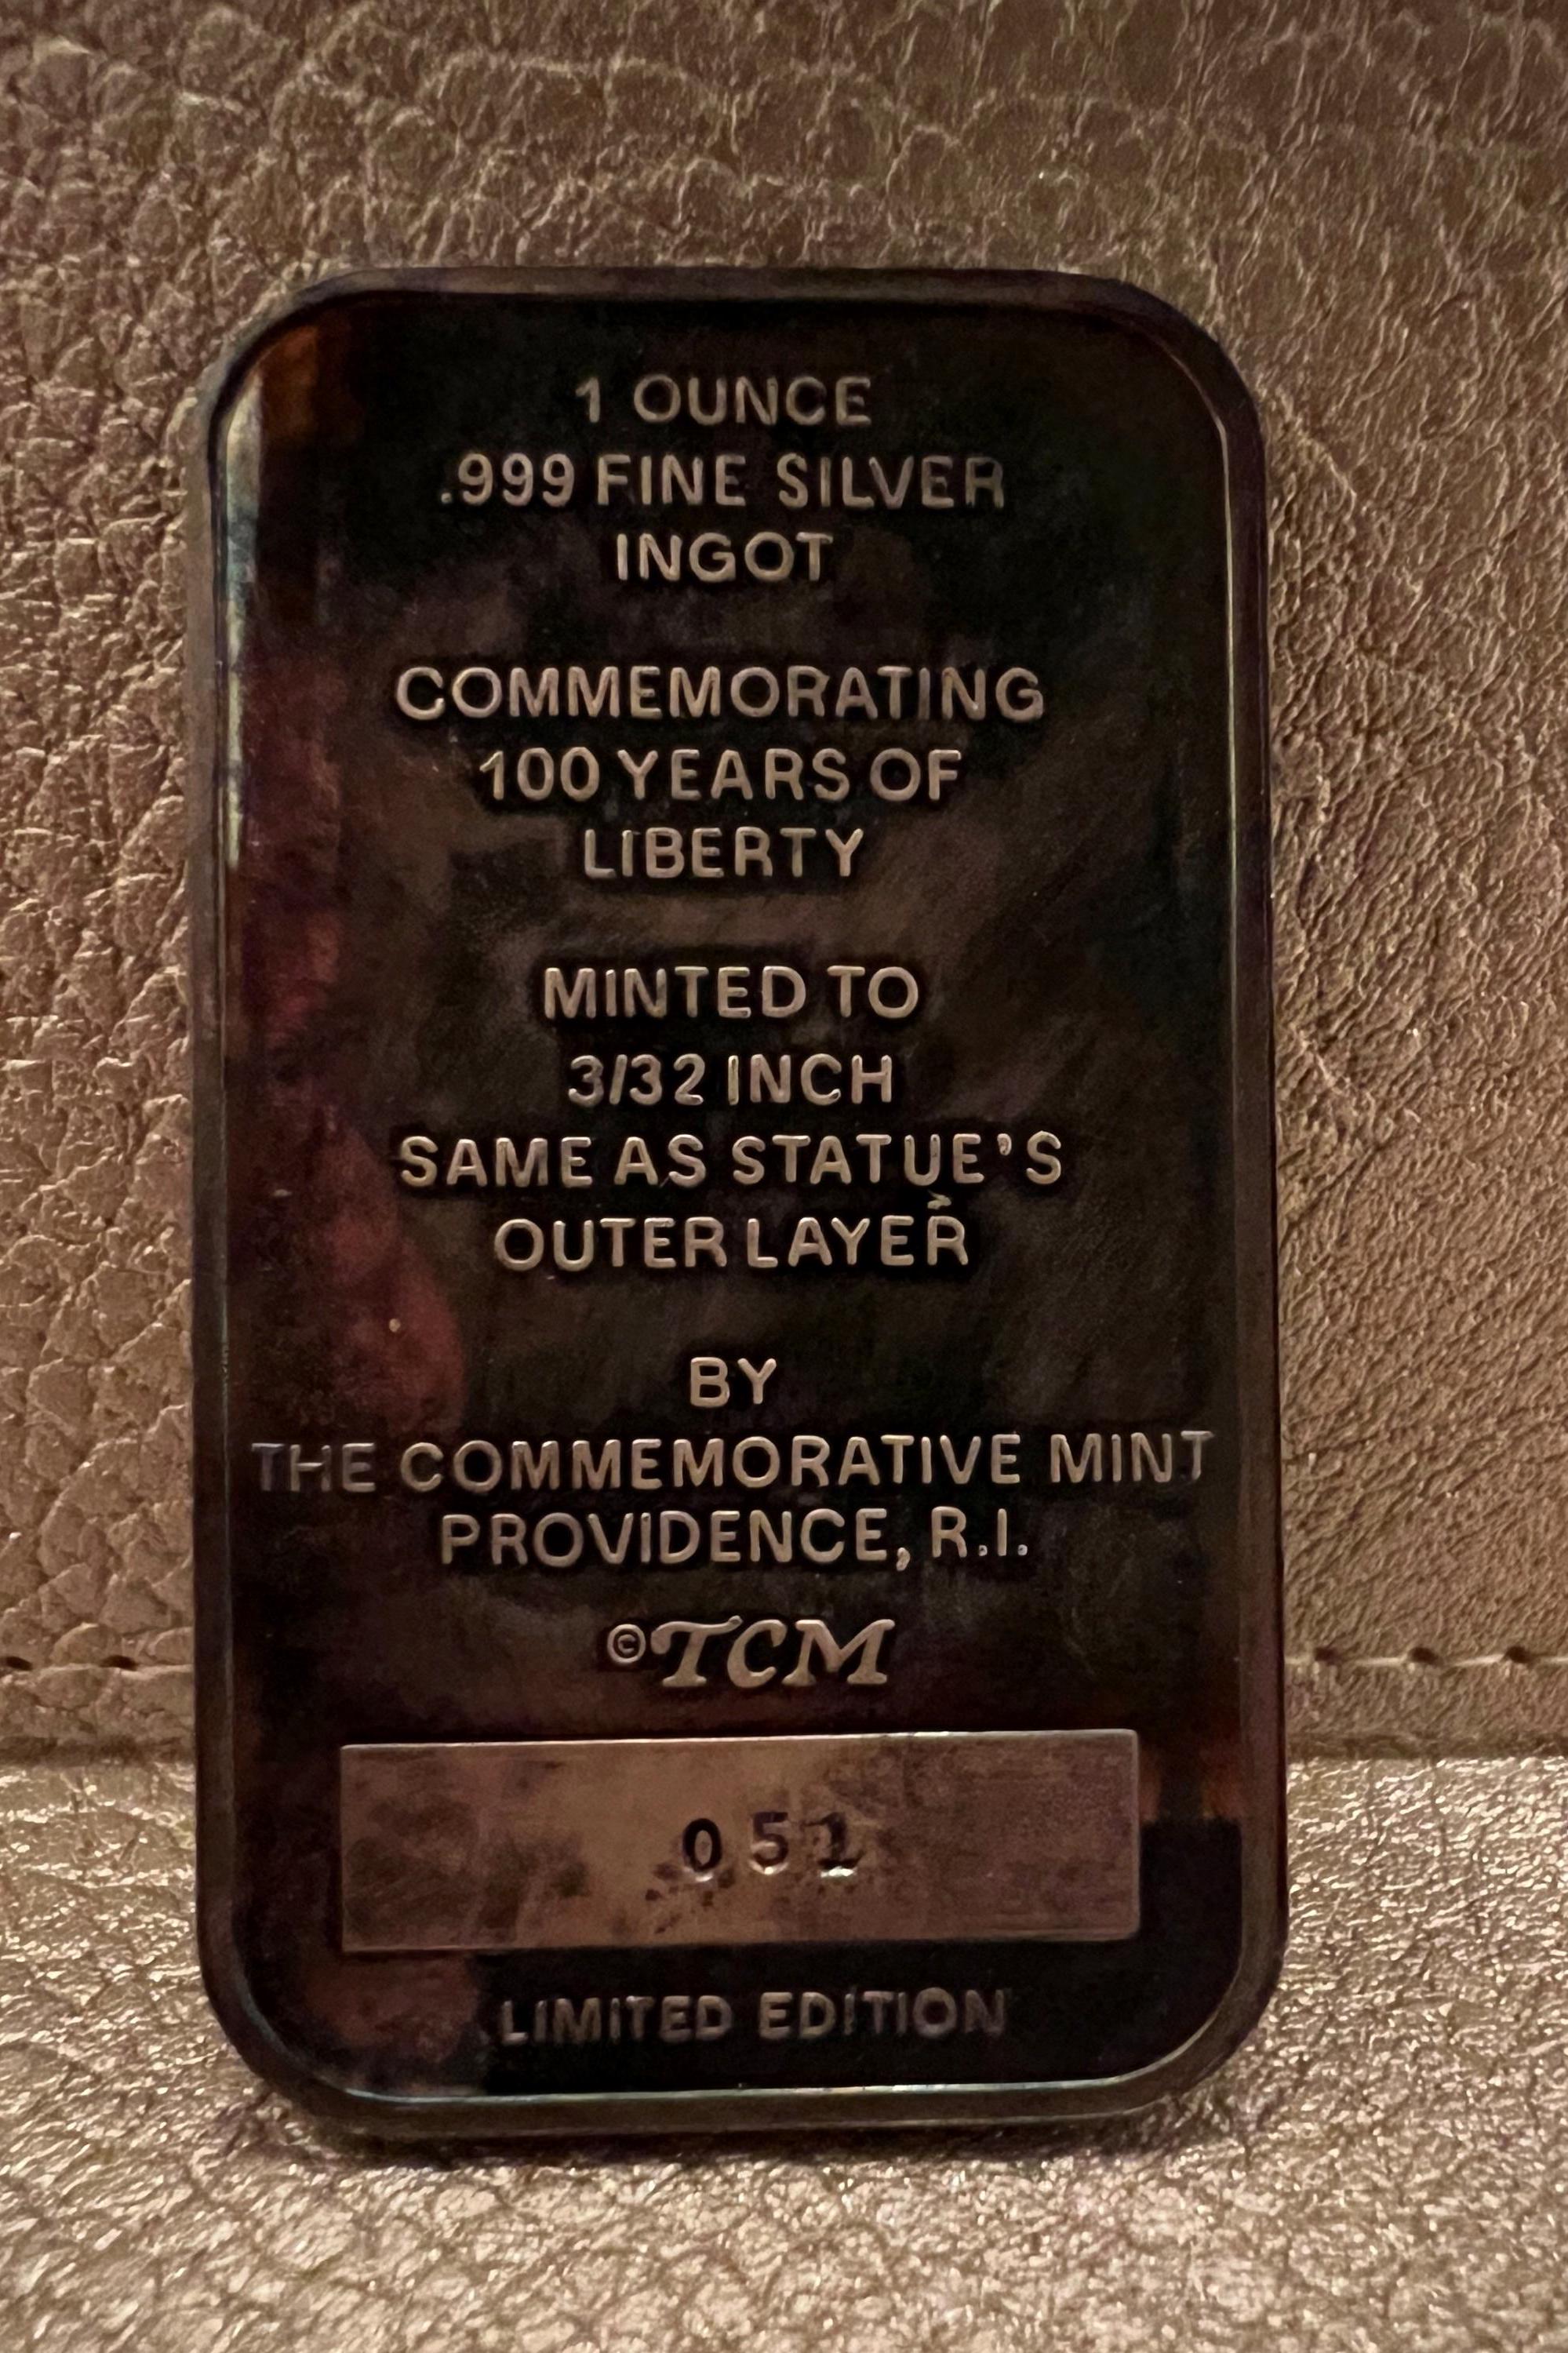 1 OUNCE
.999 FINE SILVER
INGOT
COMMEMORATING
100 YEARS OF
LIBERTY
MINTED TO
3/32 INCH
SAME AS STATUE'S
OUTER LAYER
BY
THE COMMEMORATIVE MINT
PROVIDENCE, R.I.
©TCM
051
LIMITED EDITION